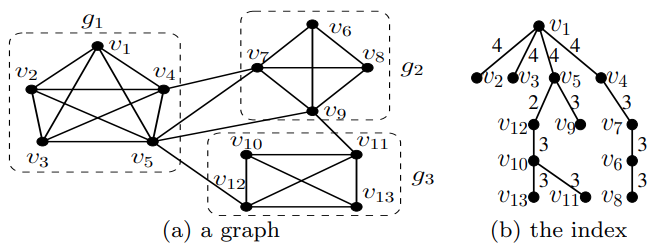 g1
v1
v2
v4
v3
v5
v6
v7
v8
g2
v9
v10
v11
g3
v12
v13
(a) a graph
v1
4 4 4 4
v2 v3 v5 v4
2 3 3
v12 v9 v7
3 3
v10 v6
3 3 3
v13 v11 v8
(b) the index